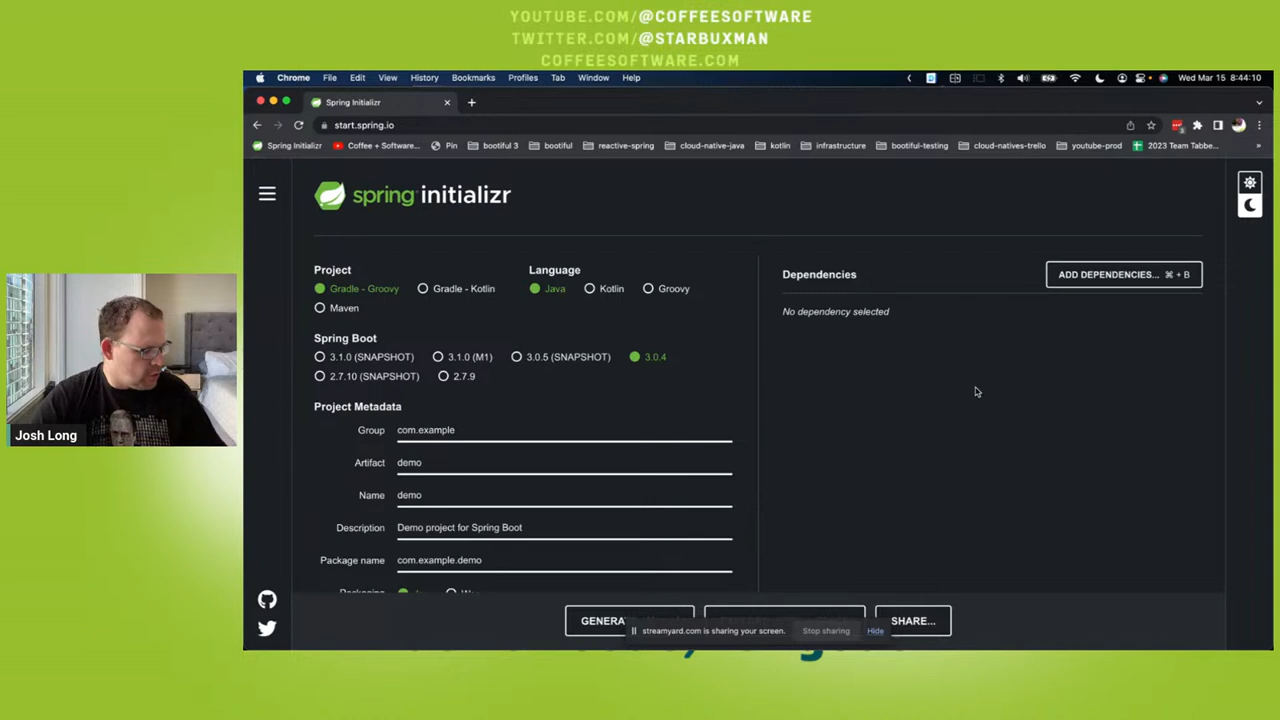 YOUTUBE.COM/@COFFEESOFTWARE
TWITTER.COM/@STARBUXMAN
COFFEESOFTWARE.COM
Chrome File Edit View History Bookmarks Profiles Tab Window Help Wed Mar 15 8:44:10
Spring Initializr
start.spring.io
Spring Initializr Coffee + Software... Pin bootiful 3 bootiful reactive-spring cloud-native-java kotlin infrastructure bootiful-testing cloud-natives-trello youtube-prod 2023 Team Tabbe... »
spring initializr
Project Language
Gradle - Groovy Gradle - Kotlin Java Kotlin Groovy
Maven
Spring Boot
3.1.0 (SNAPSHOT) 3.1.0 (M1) 3.0.5 (SNAPSHOT) 3.0.4
2.7.10 (SNAPSHOT) 2.7.9
Project Metadata
Group com.example
Artifact demo
Name demo
Description Demo project for Spring Boot
Package name com.example.demo
Dependencies ADD DEPENDENCIES... ⌘ + B
No dependency selected
SHARE...
streamyard.com is sharing your screen. Stop sharing Hide
Josh Long